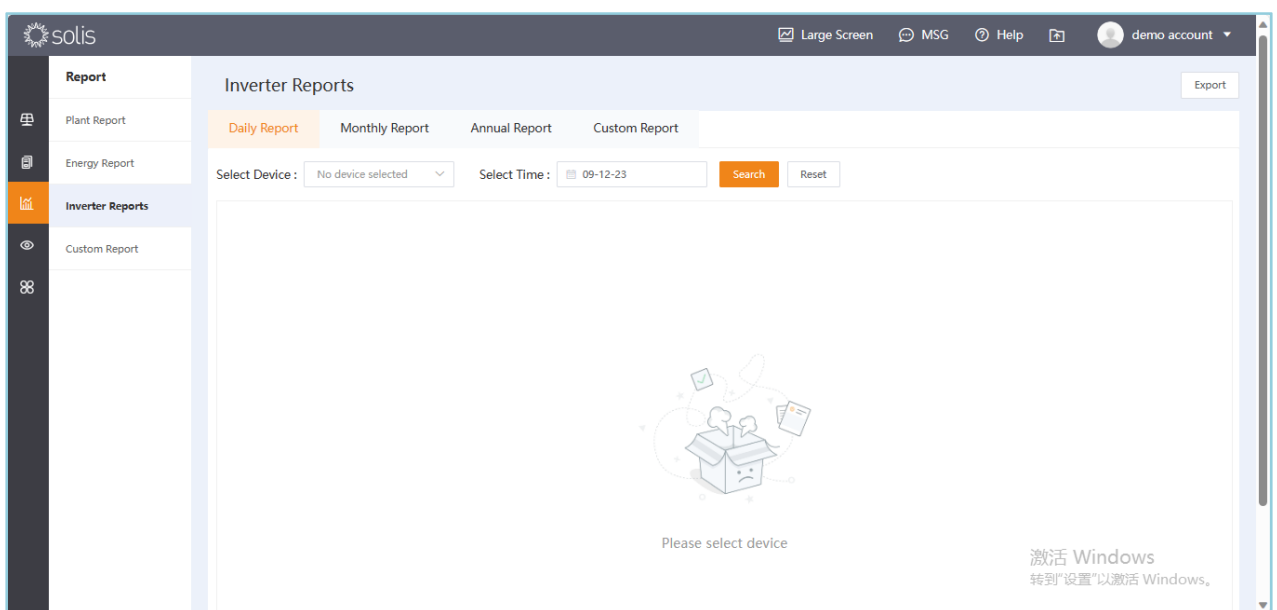 solis
Large Screen MSG Help demo account
Report
Plant Report
Energy Report
Inverter Reports
Custom Report
Inverter Reports
Export
Daily Report Monthly Report Annual Report Custom Report
Select Device : No device selected Select Time : 09-12-23 Search Reset
Please select device
激活 Windows
转到"设置"以激活 Windows。